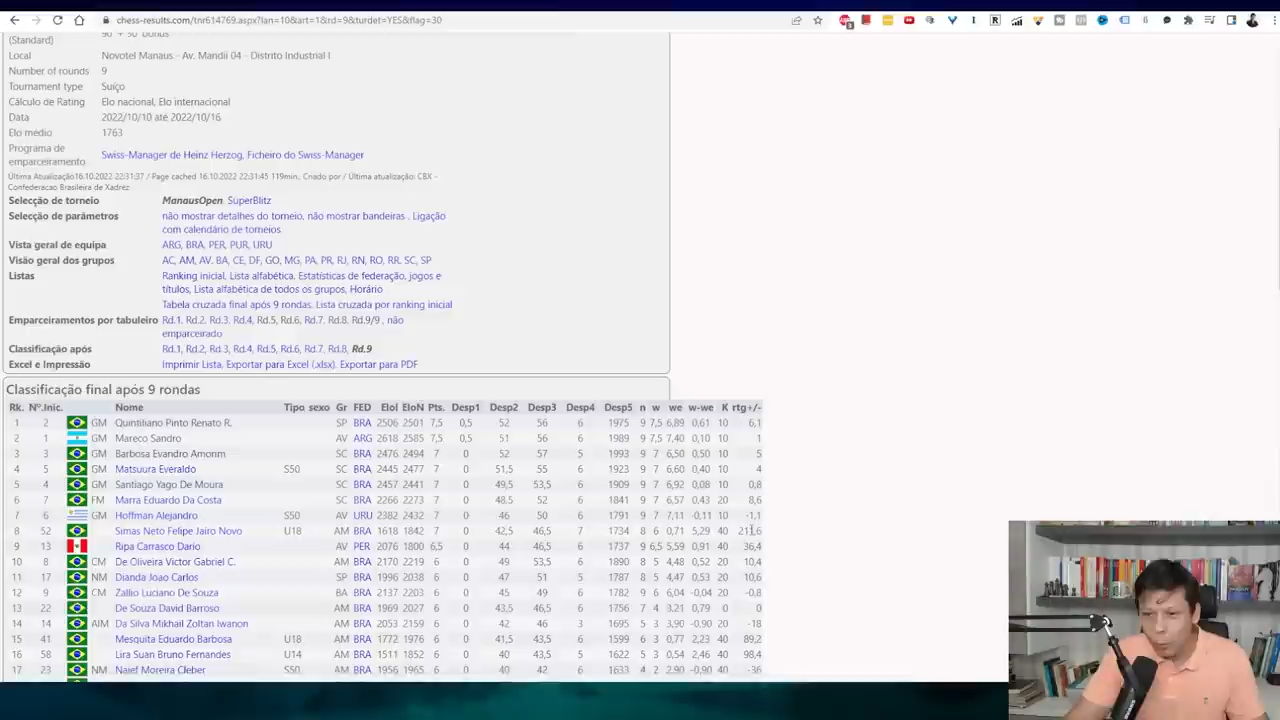 chess-results.com/tnr614769.aspx?lan=10&art=1&rd=9&turdet=YES&flag=30
(Standard) 90' + 30" bonus
Local Novotel Manaus - Av. Mandii 04 - Distrito Industrial I
Number of rounds 9
Tournament type Suíço
Cálculo de Rating Elo nacional, Elo internacional
Data 2022/10/10 até 2022/10/16
Elo médio 1763
Programa de emparceiramento Swiss-Manager de Heinz Herzog, Ficheiro do Swiss-Manager
Última Atualização16.10.2022 22:31:37 / Page cached 16.10.2022 22:31:45 119min., Criado por / Última atualização: CBX -
Confederacao Brasileira de Xadrez
Selecção de torneio ManausOpen, SuperBlitz
Selecção de parámetros não mostrar detalhes do torneio, não mostrar bandeiras , Ligação
com calendário de torneios
Vista geral de equipa ARG, BRA, PER, PUR, URU
Visão geral dos grupos AC, AM, AV, BA, CE, DF, GO, MG, PA, PR, RJ, RN, RO, RR, SC, SP
Listas Ranking inicial, Lista alfabética, Estatísticas de federação, jogos e
títulos, Lista alfabética de todos os grupos, Horário
Tabela cruzada final após 9 rondas, Lista cruzada por ranking inicial
Emparceiramentos por tabuleiro Rd.1, Rd.2, Rd.3, Rd.4, Rd.5, Rd.6, Rd.7, Rd.8, Rd.9/9 , não
emparceirado
Classificação após Rd.1, Rd.2, Rd.3, Rd.4, Rd.5, Rd.6, Rd.7, Rd.8, Rd.9
Excel e Impressão Imprimir Lista, Exportar para Excel (.xlsx), Exportar para PDF
Classificação final após 9 rondas
Rk. Nº.Inic. Nome Tipo sexo Gr FED EloI EloN Pts. Desp1 Desp2 Desp3 Desp4 Desp5 n w we w-we K rtg+/-
1 2 GM Quintiliano Pinto Renato R. SP BRA 2506 2501 7,5 0,5 52 56 6 1975 9 7,5 6,89 0,61 10 6,1
2 1 GM Mareco Sandro AV ARG 2618 2585 7,5 0,5 51 56 6 1989 9 7,5 7,40 0,10 10 1
3 3 GM Barbosa Evandro Amorim SC BRA 2476 2494 7 0 52 57 5 1993 9 7 6,50 0,50 10 5
4 5 GM Matsuura Everaldo S50 SC BRA 2445 2477 7 0 51,5 55 6 1923 9 7 6,60 0,40 10 4
5 4 GM Santiago Yago De Moura SC BRA 2457 2441 7 0 49,5 53,5 6 1909 9 7 6,92 0,08 10 0,8
6 7 FM Marra Eduardo Da Costa SC BRA 2266 2273 7 0 48,5 52 6 1841 9 7 6,57 0,43 20 8,6
7 6 GM Hoffman Alejandro S50 AV URU 2382 2432 7 0 46 50 6 1791 9 7 7,11 -0,11 10 -1,1
8 52 Simas Neto Felipe Jairo Novo U18 AM BRA 1618 1842 7 0 42,5 46,5 7 1734 8 6 0,71 5,29 40 211,6
9 13 Ripa Carrasco Dario AV PER 2076 1800 6,5 0 44 46,5 6 1737 9 6,5 5,59 0,91 40 36,4
10 8 CM De Oliveira Victor Gabriel C. AM BRA 2170 2219 6 0 49 53,5 6 1890 8 5 4,48 0,52 20 10,4
11 17 NM Dianda Joao Carlos SP BRA 1996 2038 6 0 47 51 5 1787 8 5 4,47 0,53 20 10,6
12 9 CM Zallio Luciano De Souza BA BRA 2137 2203 6 0 45 49 6 1782 9 6 6,04 -0,04 20 -0,8
13 22 De Souza David Barroso AM BRA 1969 2027 6 0 43,5 46,5 6 1756 7 4 3,21 0,79 0 0
14 14 AIM Da Silva Mikhail Zoltan Iwanon AM BRA 2053 2159 6 0 42 46 3 1695 5 3 3,90 -0,90 20 -18
15 41 Mesquita Eduardo Barbosa U18 AM BRA 1772 1976 6 0 41,5 43,5 6 1599 6 3 0,77 2,23 40 89,2
16 58 Lira Suan Bruno Fernandes U14 AM BRA 1511 1852 6 0 40 43,5 5 1622 5 3 0,54 2,46 40 98,4
17 23 NM Najef Moreira Cleber S50 AM BRA 1956 1965 6 0 40 42 6 1633 4 2 2,90 -0,90 40 -36